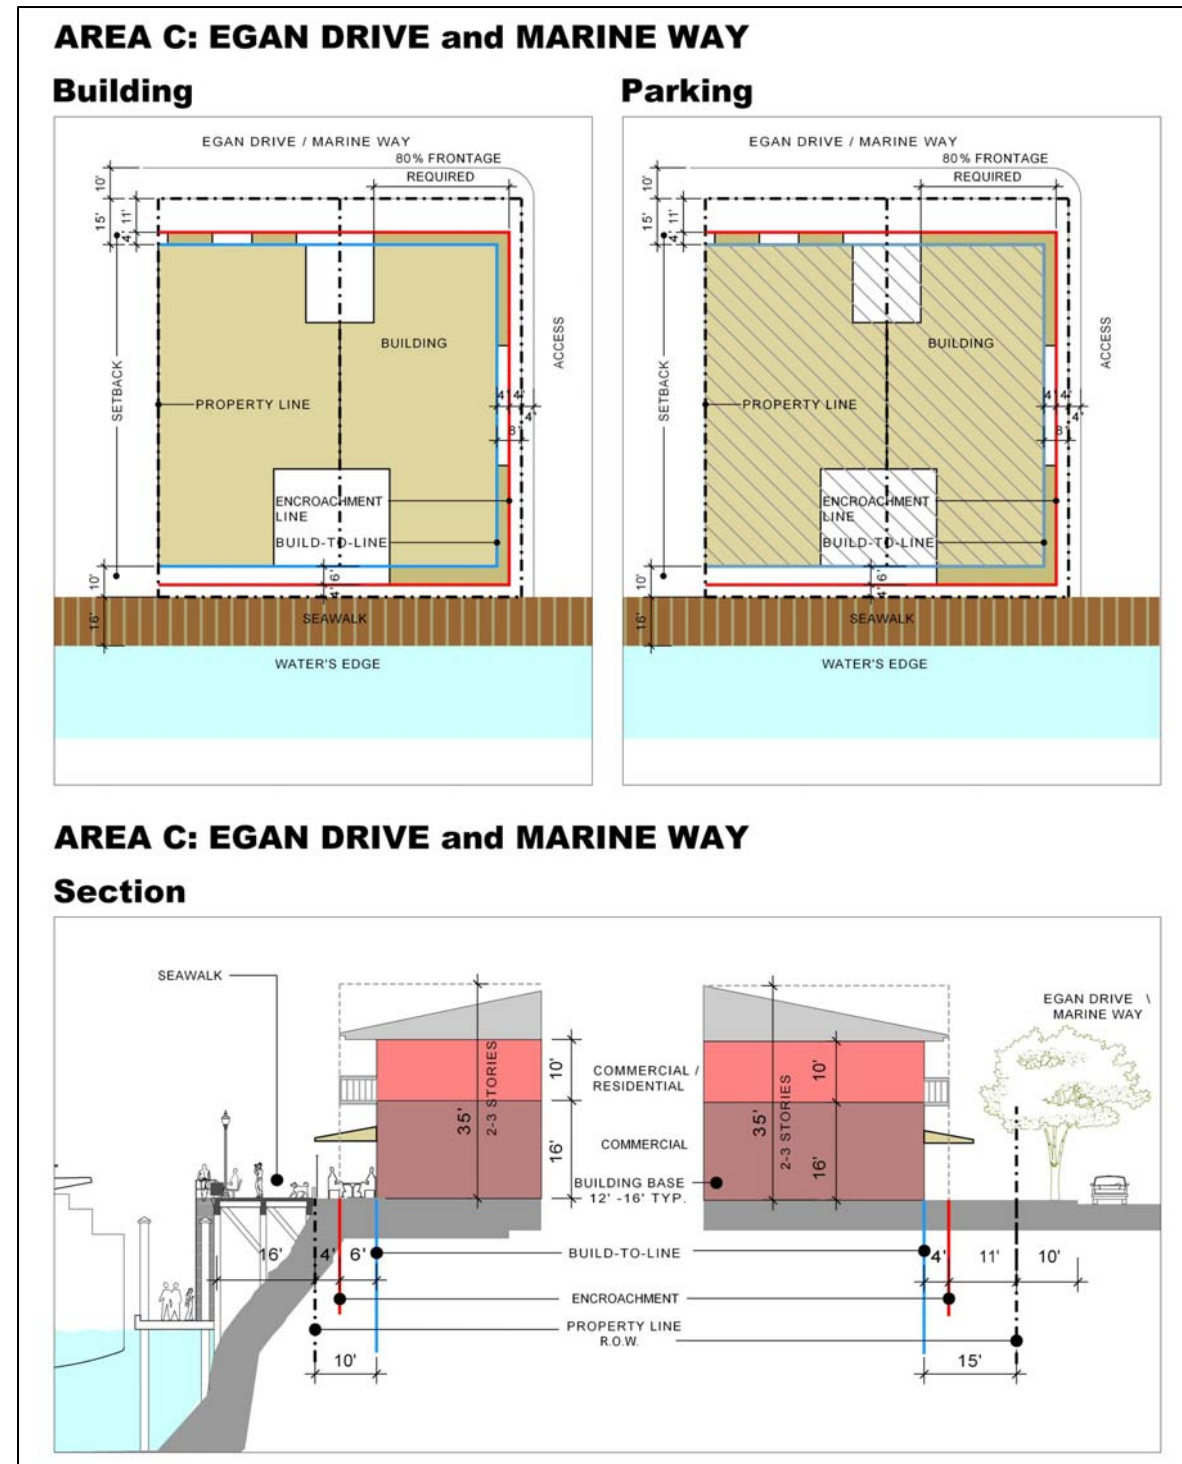 AREA C: EGAN DRIVE and MARINE WAY
Building
EGAN DRIVE / MARINE WAY
80% FRONTAGE
REQUIRED
10'
15'
11'
4'
SETBACK
BUILDING
ACCESS
PROPERTY LINE
4'
4'
4'
8'
ENCROACHMENT
LINE
BUILD-TO-LINE
10'
6'
4'
16'
SEAWALK
WATER'S EDGE
Parking
EGAN DRIVE / MARINE WAY
80% FRONTAGE
REQUIRED
10'
15'
11'
4'
SETBACK
BUILDING
ACCESS
PROPERTY LINE
4'
4'
4'
8'
ENCROACHMENT
LINE
BUILD-TO-LINE
10'
6'
4'
16'
SEAWALK
WATER'S EDGE
AREA C: EGAN DRIVE and MARINE WAY
Section
SEAWALK
EGAN DRIVE \
MARINE WAY
35'
2-3 STORIES
10'
16'
COMMERCIAL /
RESIDENTIAL
COMMERCIAL
BUILDING BASE
12' -16' TYP.
35'
2-3 STORIES
10'
16'
16'
4'
6'
BUILD-TO-LINE
4'
11'
10'
ENCROACHMENT
PROPERTY LINE
R.O.W.
10'
15'